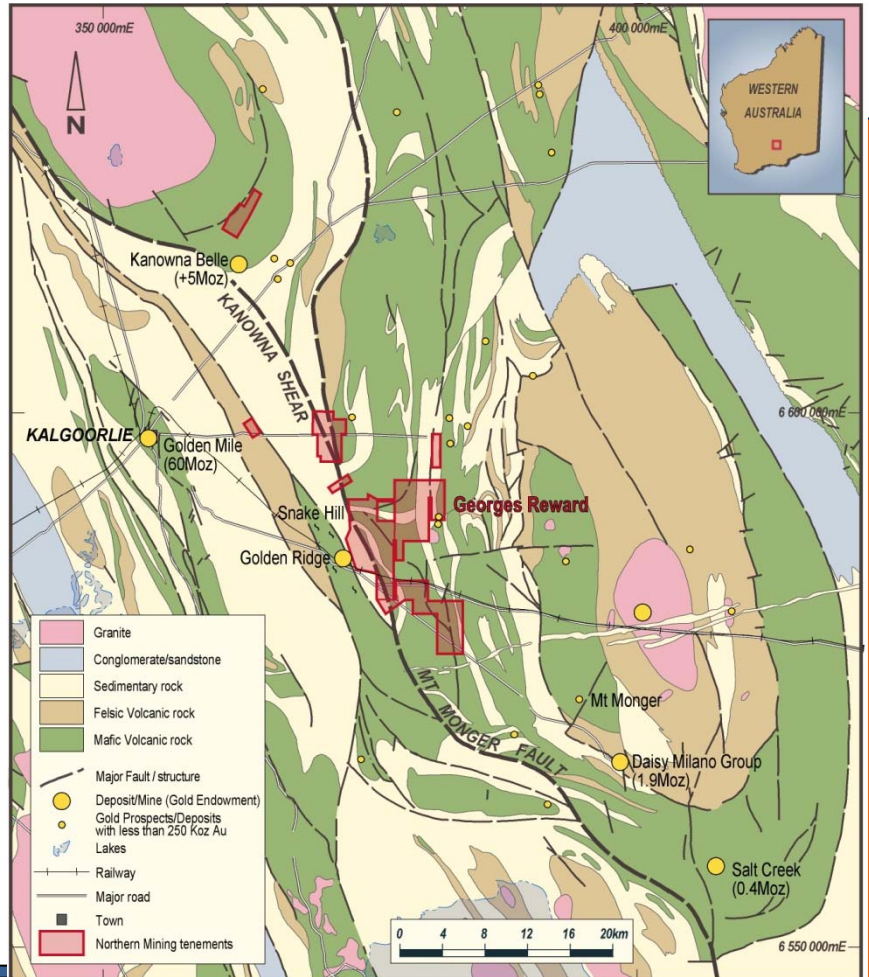 350 000mE
400 000mE
N
WESTERN
AUSTRALIA
Kanowna Belle
(+5Moz)
KANOWNA SHEAR
6 600 000mE
KALGOORLIE
Golden Mile
(60Moz)
Snake Hill
Georges Reward
Golden Ridge
MT MONGER FAULT
Mt Monger
Daisy Milano Group
(1.9Moz)
Salt Creek
(0.4Moz)
Granite
Conglomerate/sandstone
Sedimentary rock
Felsic Volcanic rock
Mafic Volcanic rock
Major Fault / structure
Deposit/Mine (Gold Endowment)
Gold Prospects/Deposits
with less than 250 Koz Au
Lakes
Railway
Major road
Town
Northern Mining tenements
0 4 8 12 16 20km
6 550 000mE